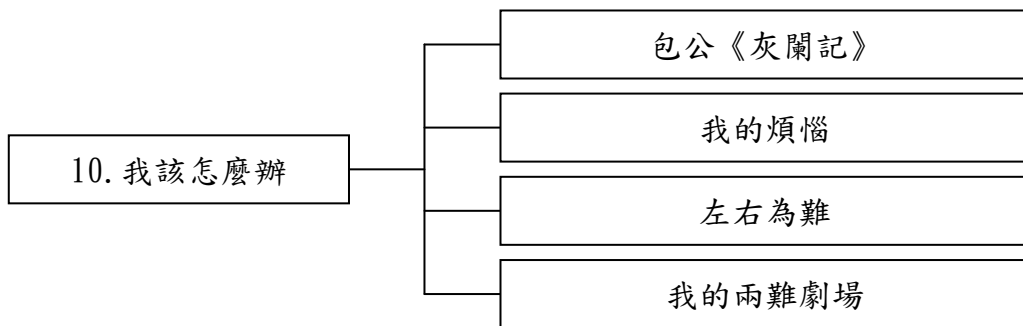 包公《灰闌記》
我的煩惱
10.我該怎麼辦
左右為難
我的兩難劇場